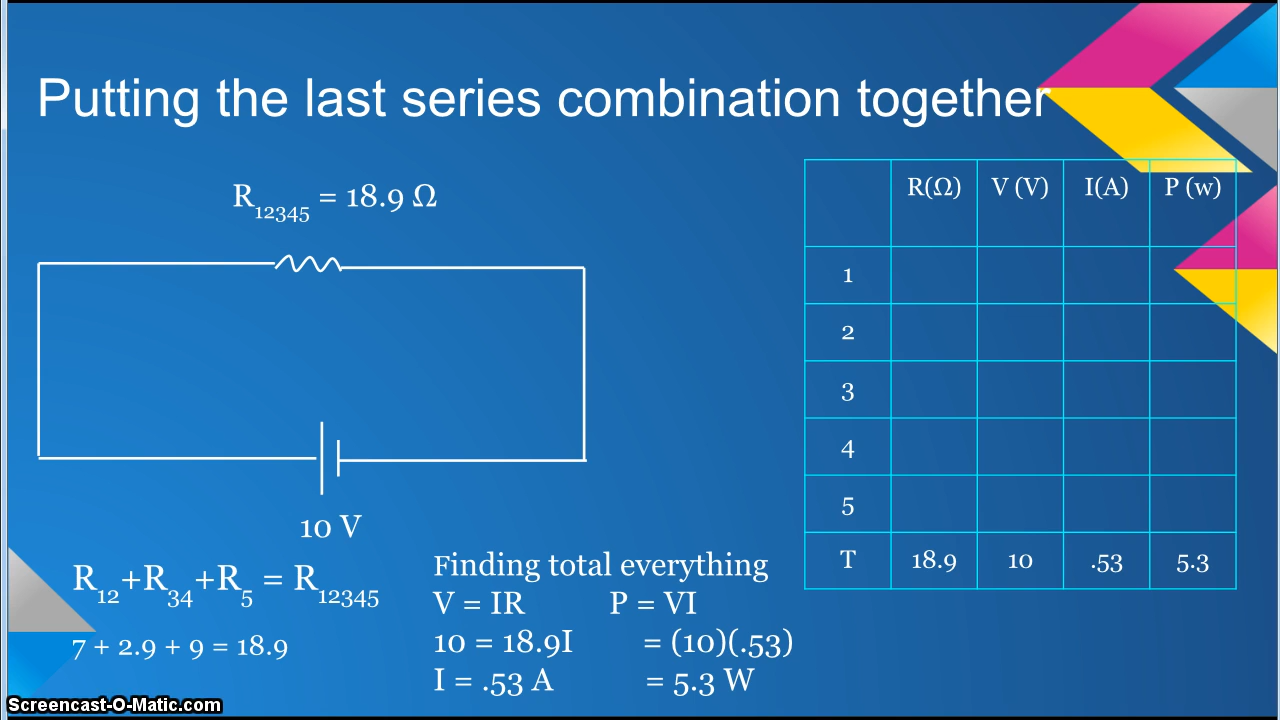 Putting the last series combination together
R12345 = 18.9 Ω
10 V
R12+R34+R5 = R12345
7 + 2.9 + 9 = 18.9
Finding total everything
V = IR P = VI
10 = 18.9I = (10)(.53)
I = .53 A = 5.3 W
R(Ω) V (V) I(A) P (w)
1
2
3
4
5
T 18.9 10 .53 5.3
Screencast-O-Matic.com